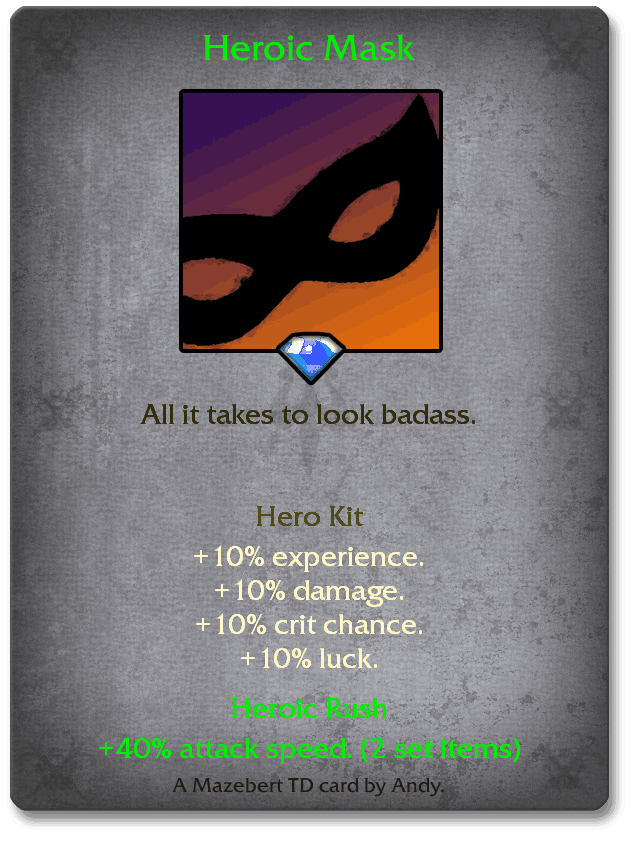 Heroic Mask
All it takes to look badass.
Hero Kit
+10% experience.
+10% damage.
+10% crit chance.
+10% luck.
Heroic Rush
+40% attack speed. (2 set items)
A Mazebert TD card by Andy.